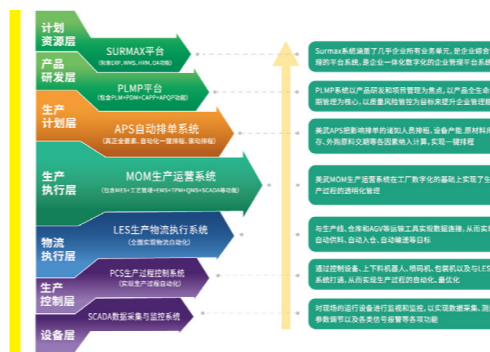 计划
资源层
SURMAX平台
(包含ERP, WMS, HRM, OA功能)
Surmax系统涵盖了几乎企业所有业务单元, 是企业综合
理的平台系统, 是企业一体化数字化的企业管理平台系统
产品
研发层
PLMP平台
(包含PLM+PDM+CAPP+APQP功能)
PLMP系统以产品研发和项目管为焦点, 以产品全生命
期管理为核心, 以质量风险管控为目标来提升企业管理
生产
计划层
APS自动排单系统
(真正全要素、自动化一键排程、滚动排程)
美武APS把影响排单的诸如人员排班、设备产能、原材料库
存、外购原料交期等各因素纳入计算, 实现一键排程
生产
执行层
MOM生产运营系统
(包含MES+工艺管理+EMS+TPM+QMS+SCADA等功能)
美武MOM生产运营系统在工厂数字化的基础上实现了生
产过程的透明化管理
物流
执行层
LES生产物流执行系统
(全面实现物流自动化)
与生产线、仓库和AGV等运输工具实现数据连接, 从而实
自动供料、自动入仓、自动输送等目标
生产
控制层
PCS生产过程控制系统
(实现生产过程自动化)
通过控制设备、上下料机器人、喷码机、包装机以及与LES
系统打通, 从而实现生产过程的自动化、最优化
设备层
SCADA数据采集与监控系统
对现场的运行设备进行监视和监控, 以实现数据采集、测
参数调节以及各类信号报警等各项功能